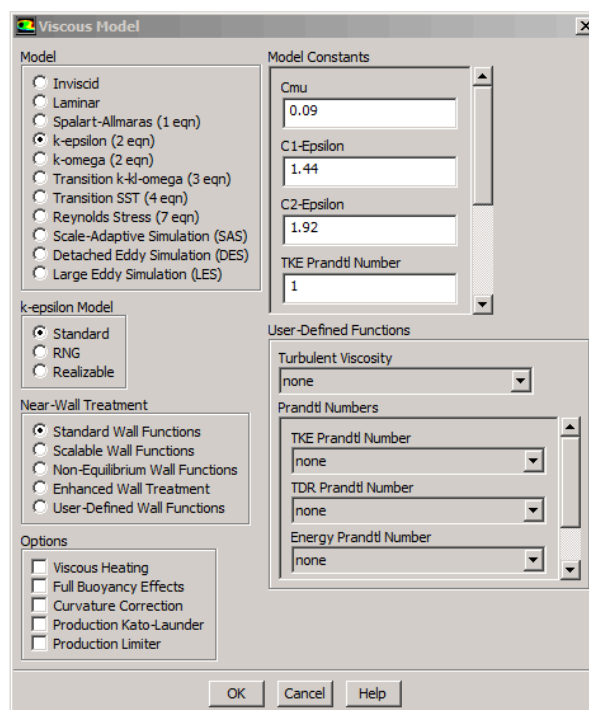 Viscous Model
Model
Inviscid
Laminar
Spalart-Allmaras (1 eqn)
k-epsilon (2 eqn)
k-omega (2 eqn)
Transition k-kl-omega (3 eqn)
Transition SST (4 eqn)
Reynolds Stress (7 eqn)
Scale-Adaptive Simulation (SAS)
Detached Eddy Simulation (DES)
Large Eddy Simulation (LES)
k-epsilon Model
Standard
RNG
Realizable
Near-Wall Treatment
Standard Wall Functions
Scalable Wall Functions
Non-Equilibrium Wall Functions
Enhanced Wall Treatment
User-Defined Wall Functions
Options
Viscous Heating
Full Buoyancy Effects
Curvature Correction
Production Kato-Launder
Production Limiter
Model Constants
Cmu
0.09
C1-Epsilon
1.44
C2-Epsilon
1.92
TKE Prandtl Number
1
User-Defined Functions
Turbulent Viscosity
none
Prandtl Numbers
TKE Prandtl Number
none
TDR Prandtl Number
none
Energy Prandtl Number
none
OK
Cancel
Help